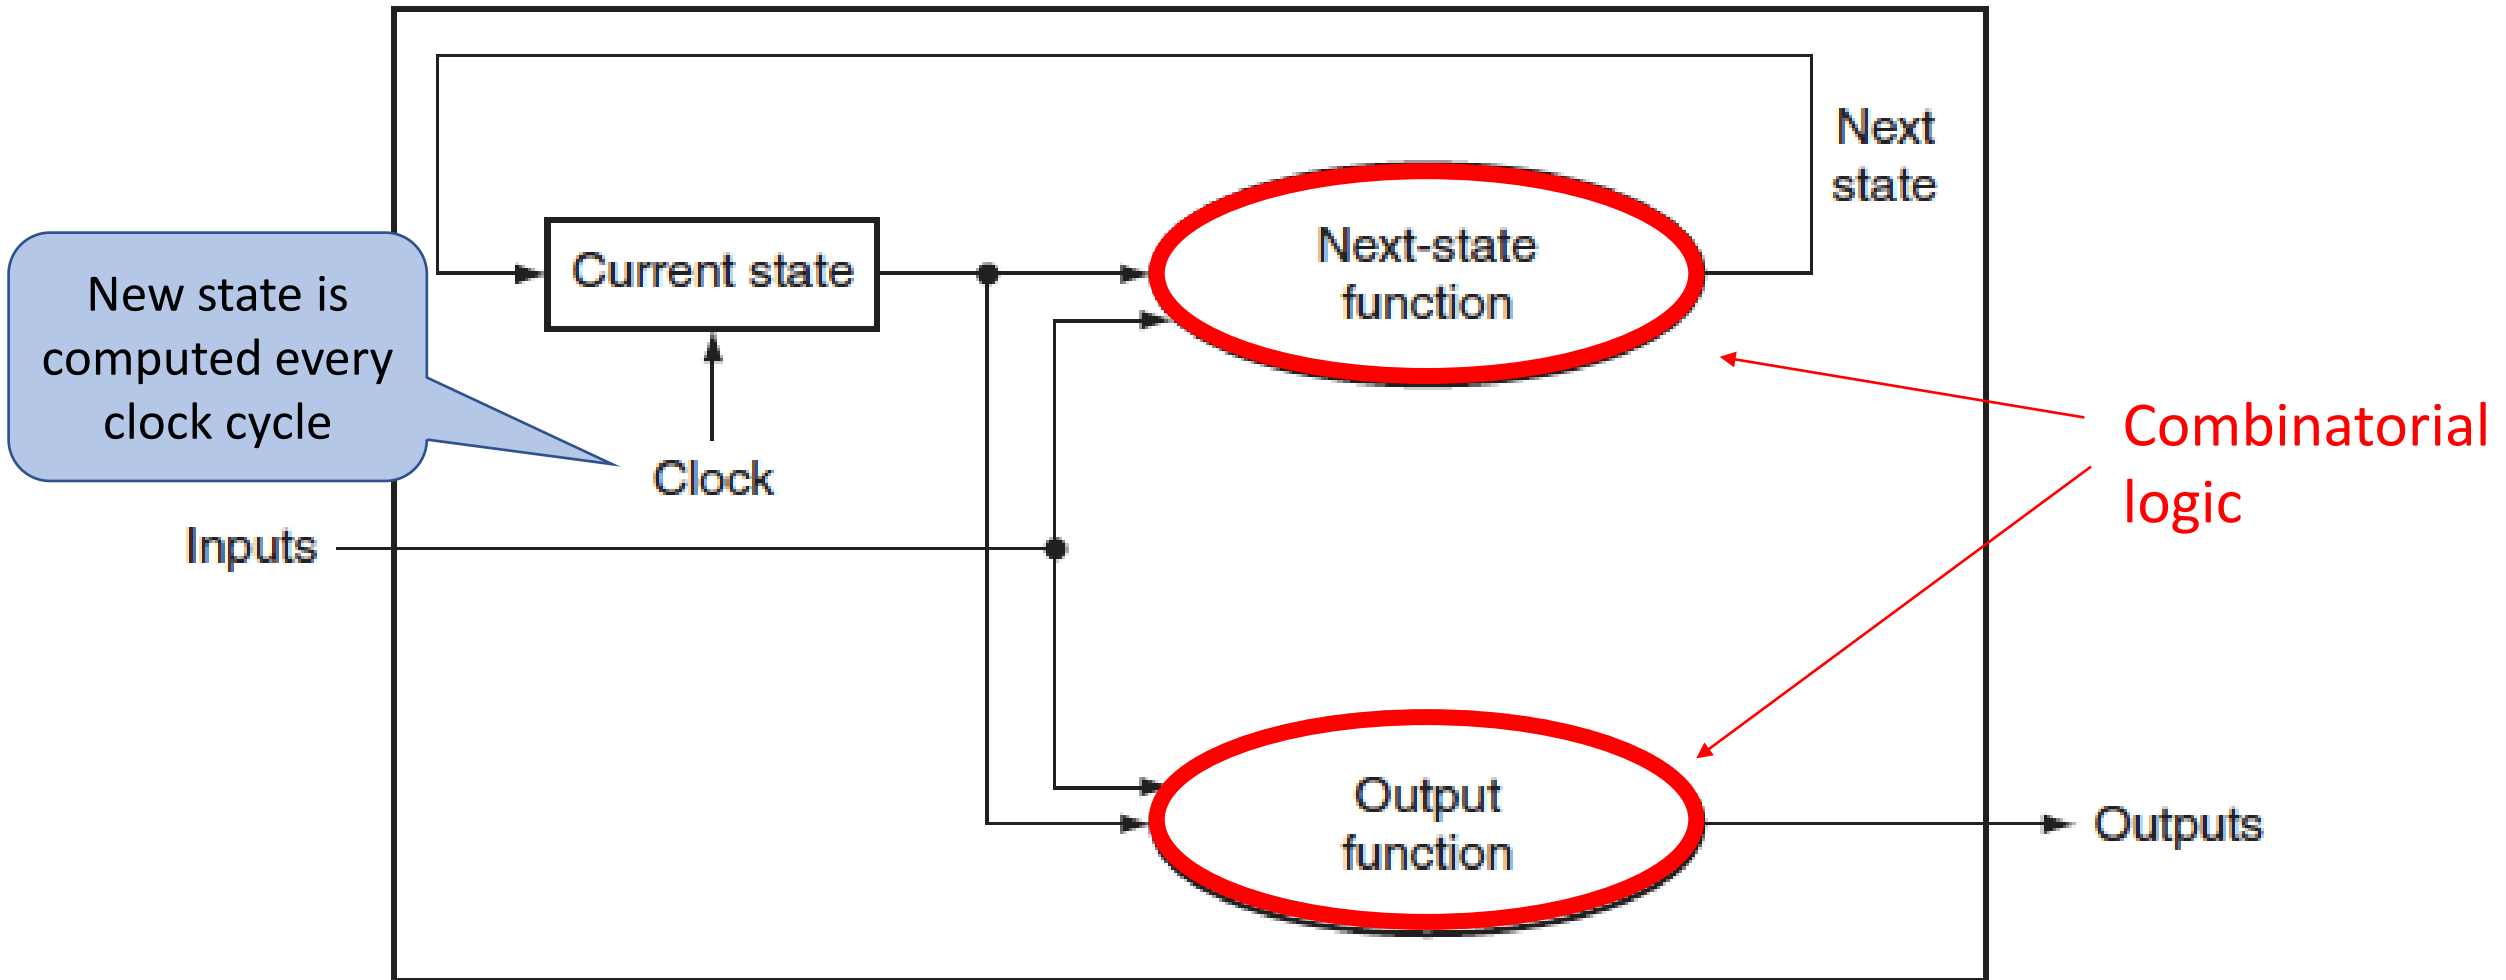 Next
state
Current state
Next-state
function
New state is
computed every
clock cycle
Clock
Combinatorial
logic
Inputs
Output
function
Outputs